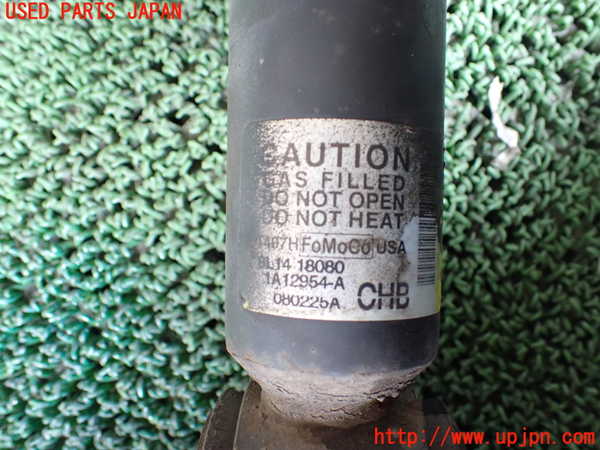 USED PARTS JAPAN
CAUTION
GAS FILLED
DO NOT OPEN
DO NOT HEAT
FoMoCo USA
18080
1A12954-A
080225A CHB
http://www.upjpn.com/